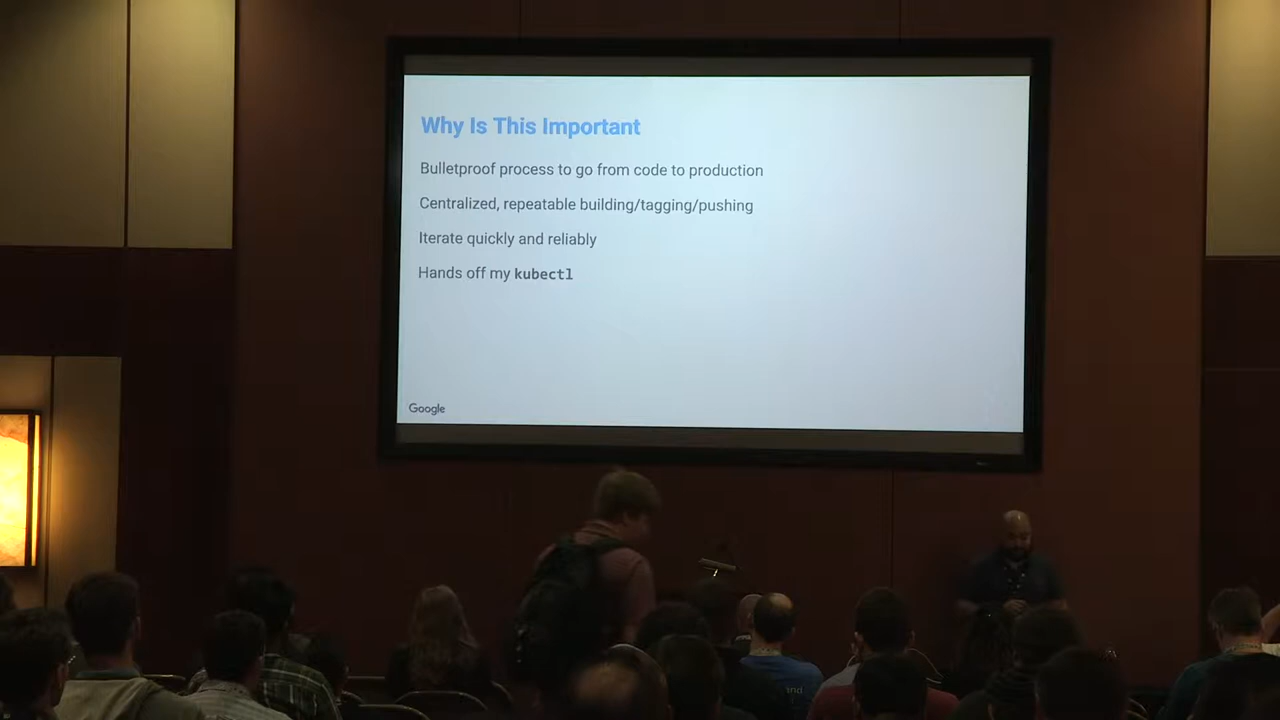 Why Is This Important
Bulletproof process to go from code to production
Centralized, repeatable building/tagging/pushing
Iterate quickly and reliably
Hands off my kubectl
Google